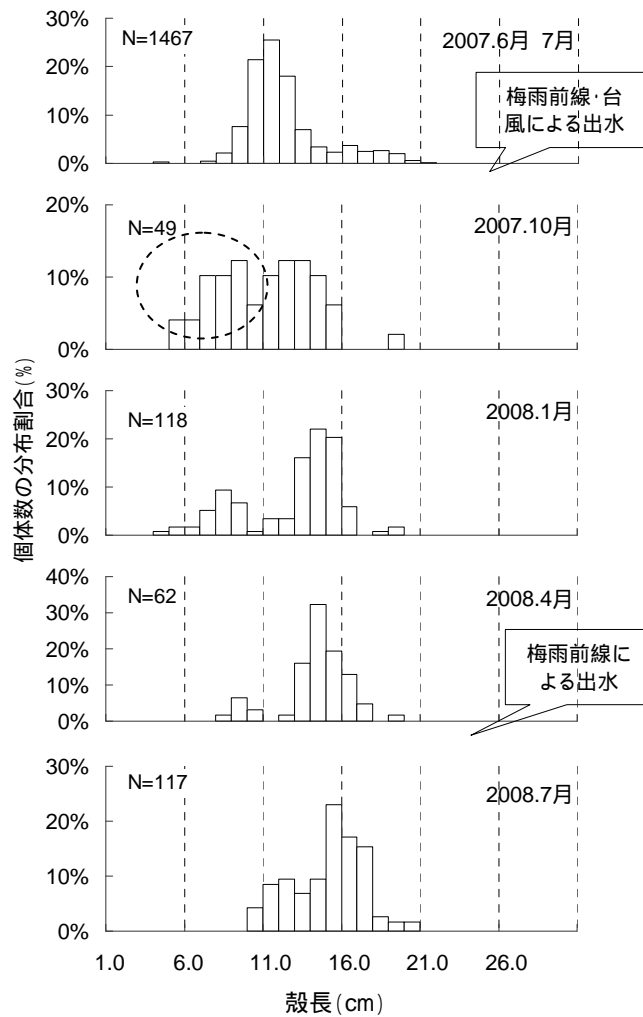 個体数の分布割合(%)
30%
20%
10%
0%
N=1467
2007.6月 7月
梅雨前線・台
風による出水
20%
10%
0%
N=49
2007.10月
30%
20%
10%
0%
N=118
2008.1月
40%
30%
20%
10%
0%
N=62
2008.4月
梅雨前線に
よる出水
30%
20%
10%
0%
N=117
2008.7月
1.0 6.0 11.0 16.0 21.0 26.0
殻長(cm)